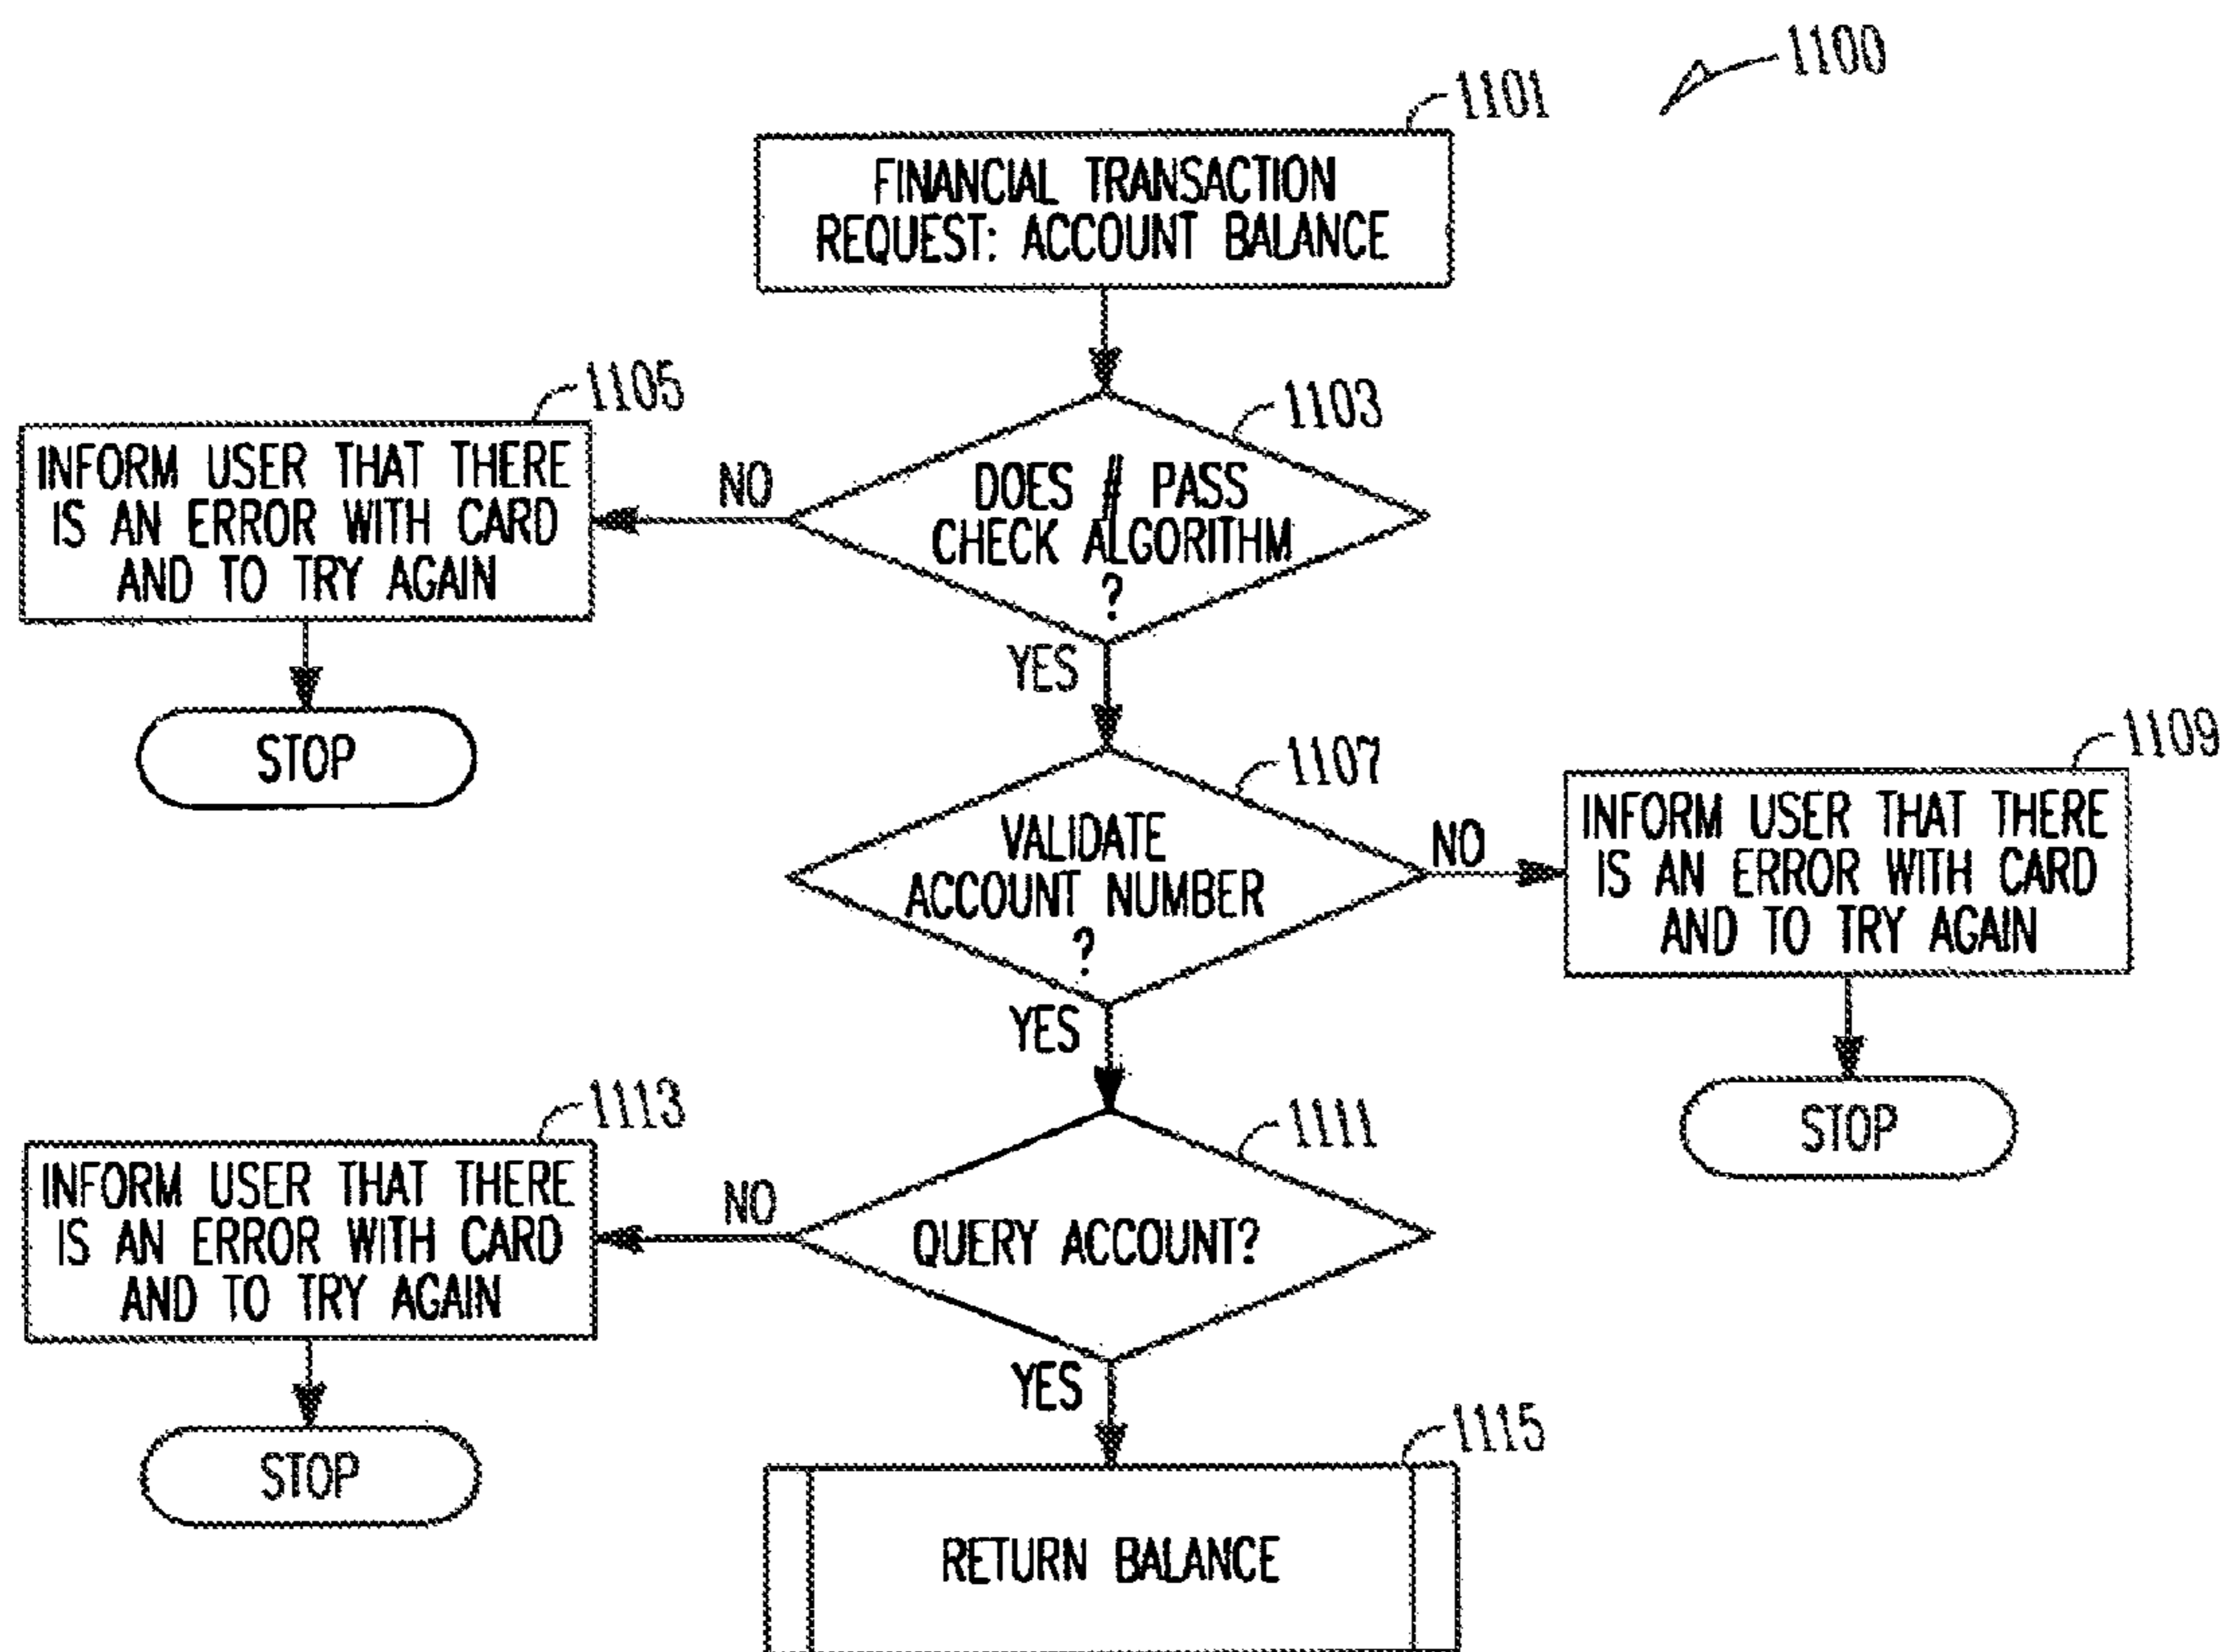 1100
1101
FINANCIAL TRANSACTION
REQUEST: ACCOUNT BALANCE
1105
INFORM USER THAT THERE
IS AN ERROR WITH CARD
AND TO TRY AGAIN
STOP
NO
1103
DOES # PASS
CHECK ALGORITHM
?
YES
1107
VALIDATE
ACCOUNT NUMBER
?
NO
1109
INFORM USER THAT THERE
IS AN ERROR WITH CARD
AND TO TRY AGAIN
STOP
YES
1111
QUERY ACCOUNT?
NO
1113
INFORM USER THAT THERE
IS AN ERROR WITH CARD
AND TO TRY AGAIN
STOP
YES
1115
RETURN BALANCE